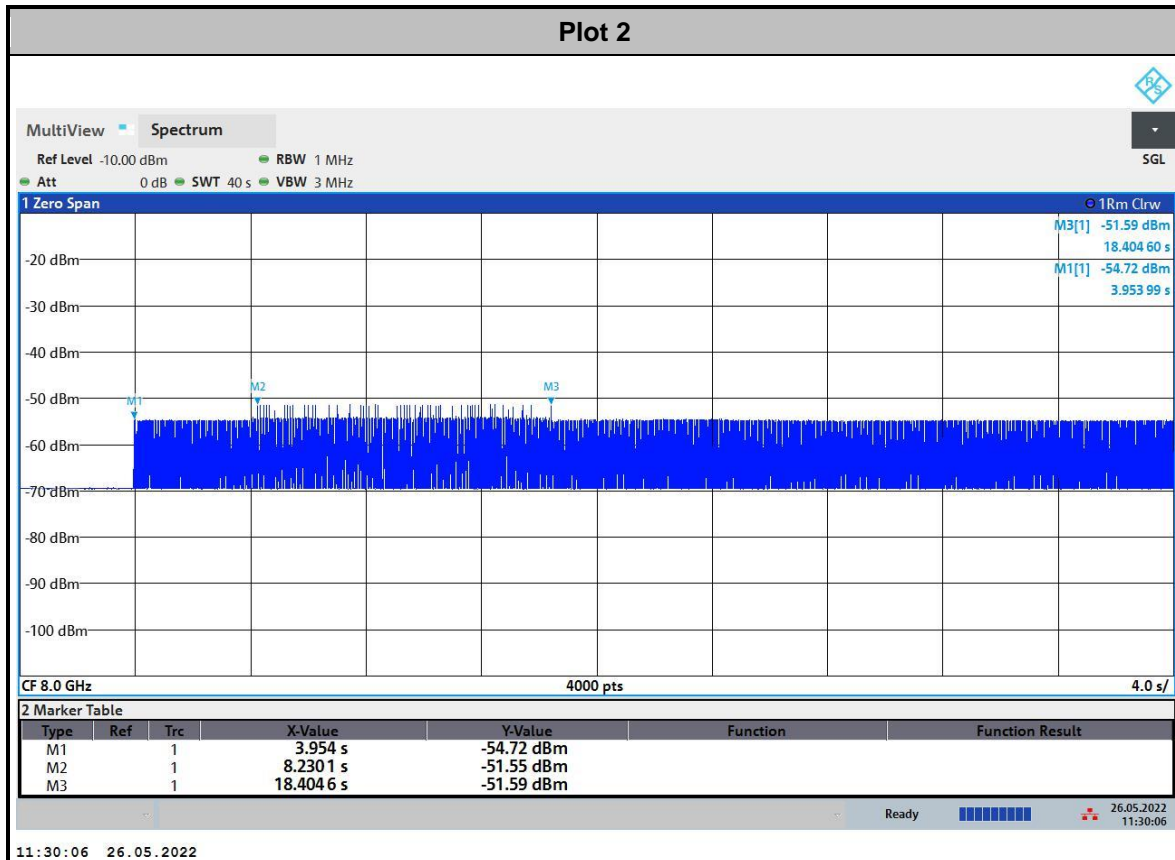 Plot 2
R&S
MultiView Spectrum
Ref Level -10.00 dBm RBW 1 MHz SGL
Att 0 dB SWT 40 s VBW 3 MHz
1 Zero Span 1Rm Clrw
M3[1] -51.59 dBm
18.404 60 s
M1[1] -54.72 dBm
3.953 99 s
-20 dBm
-30 dBm
-40 dBm
M2 M3
-50 dBm
M1
-60 dBm
-70 dBm
-80 dBm
-90 dBm
-100 dBm
CF 8.0 GHz 4000 pts 4.0 s/
2 Marker Table
Type Ref Trc X-Value Y-Value Function Function Result
M1 1 3.954 s -54.72 dBm
M2 1 8.2301 s -51.55 dBm
M3 1 18.4046 s -51.59 dBm
Ready 26.05.2022
11:30:06
11:30:06 26.05.2022